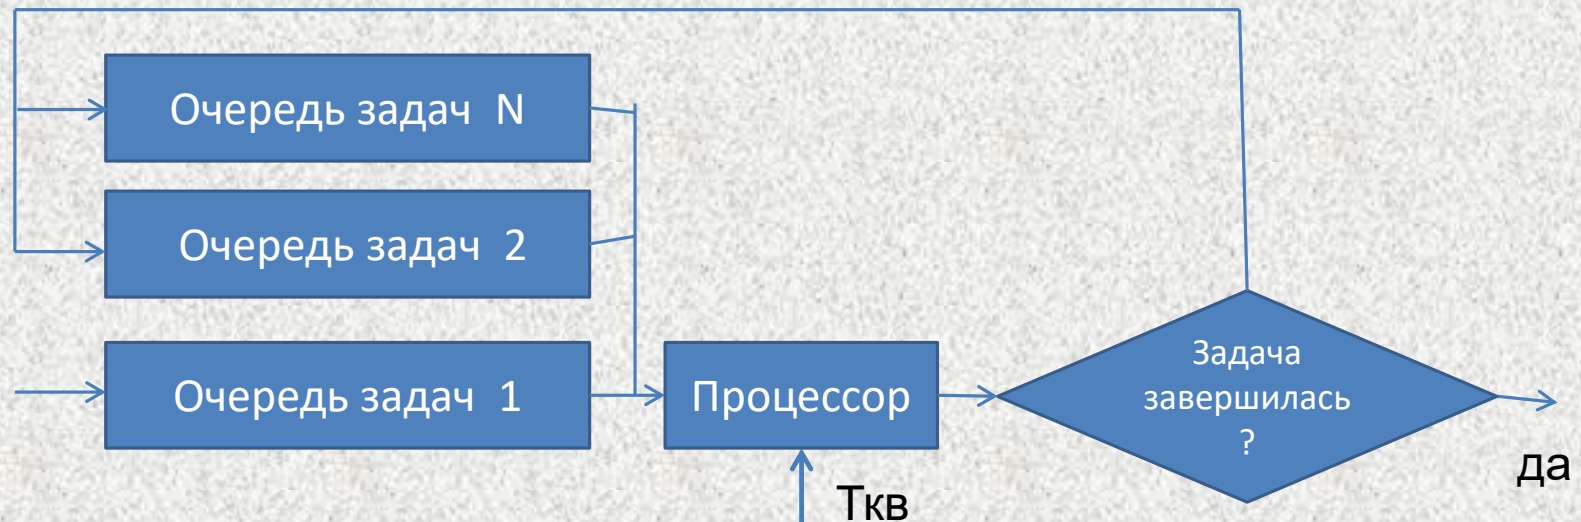 Очередь задач N
Очередь задач 2
Очередь задач 1
Процессор
Задача
завершилась
?
да
Ткв